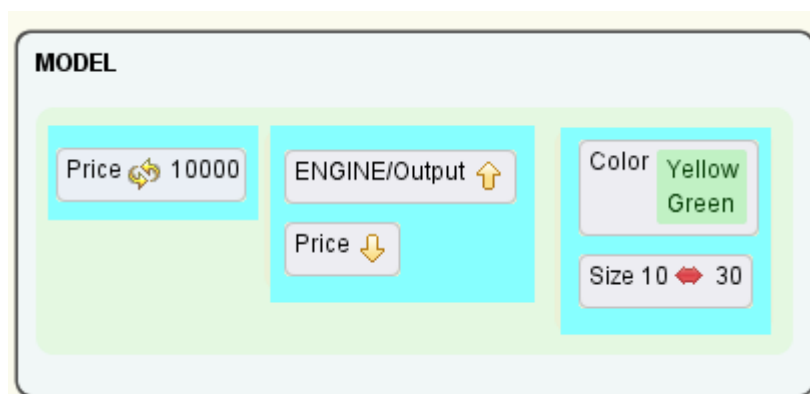 MODEL
Price 10000
ENGINE/Output
Price
Color
Yellow
Green
Size 10 30